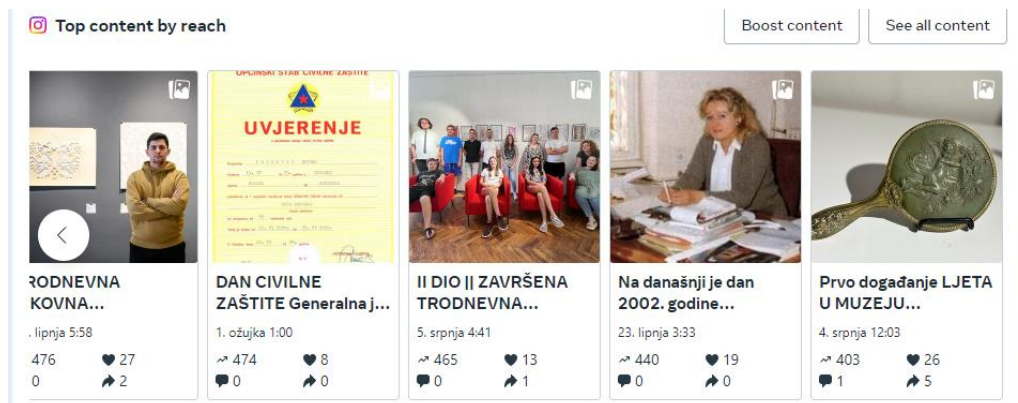 Top content by reach
Boost content
See all content
OPĆINSKI ŠTAB CIVILNE ZAŠTITE
UVJERENJE
RODNEVNA
KOVNA...
. lipnja 5:58
476
27
0
2
DAN CIVILNE
ZAŠTITE Generalna j...
1. ožujka 1:00
474
8
0
0
II DIO || ZAVRŠENA
TRODNEVNA...
5. srpnja 4:41
465
13
0
1
Na današnji je dan
2002. godine...
23. lipnja 3:33
440
19
0
0
Prvo događanje LJETA
U MUZEJU...
4. srpnja 12:03
403
26
1
5